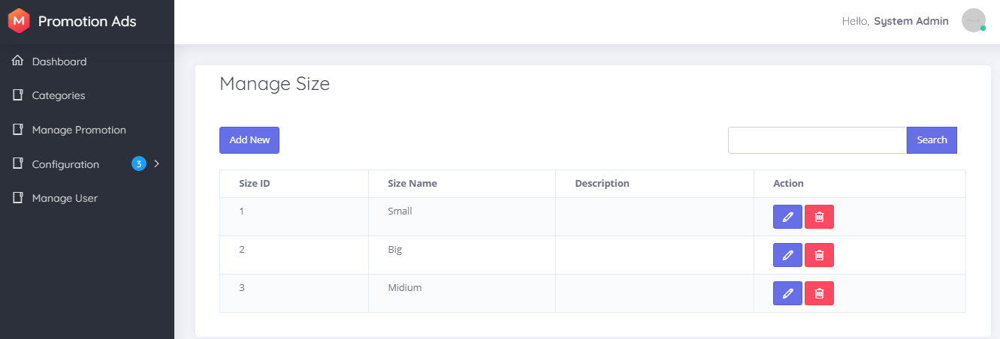 M Promotion Ads
Hello, System Admin
Dashboard
Categories
Manage Promotion
Configuration 3
Manage User
Manage Size
Add New
Search
Size ID Size Name Description Action
1 Small
2 Big
3 Midium